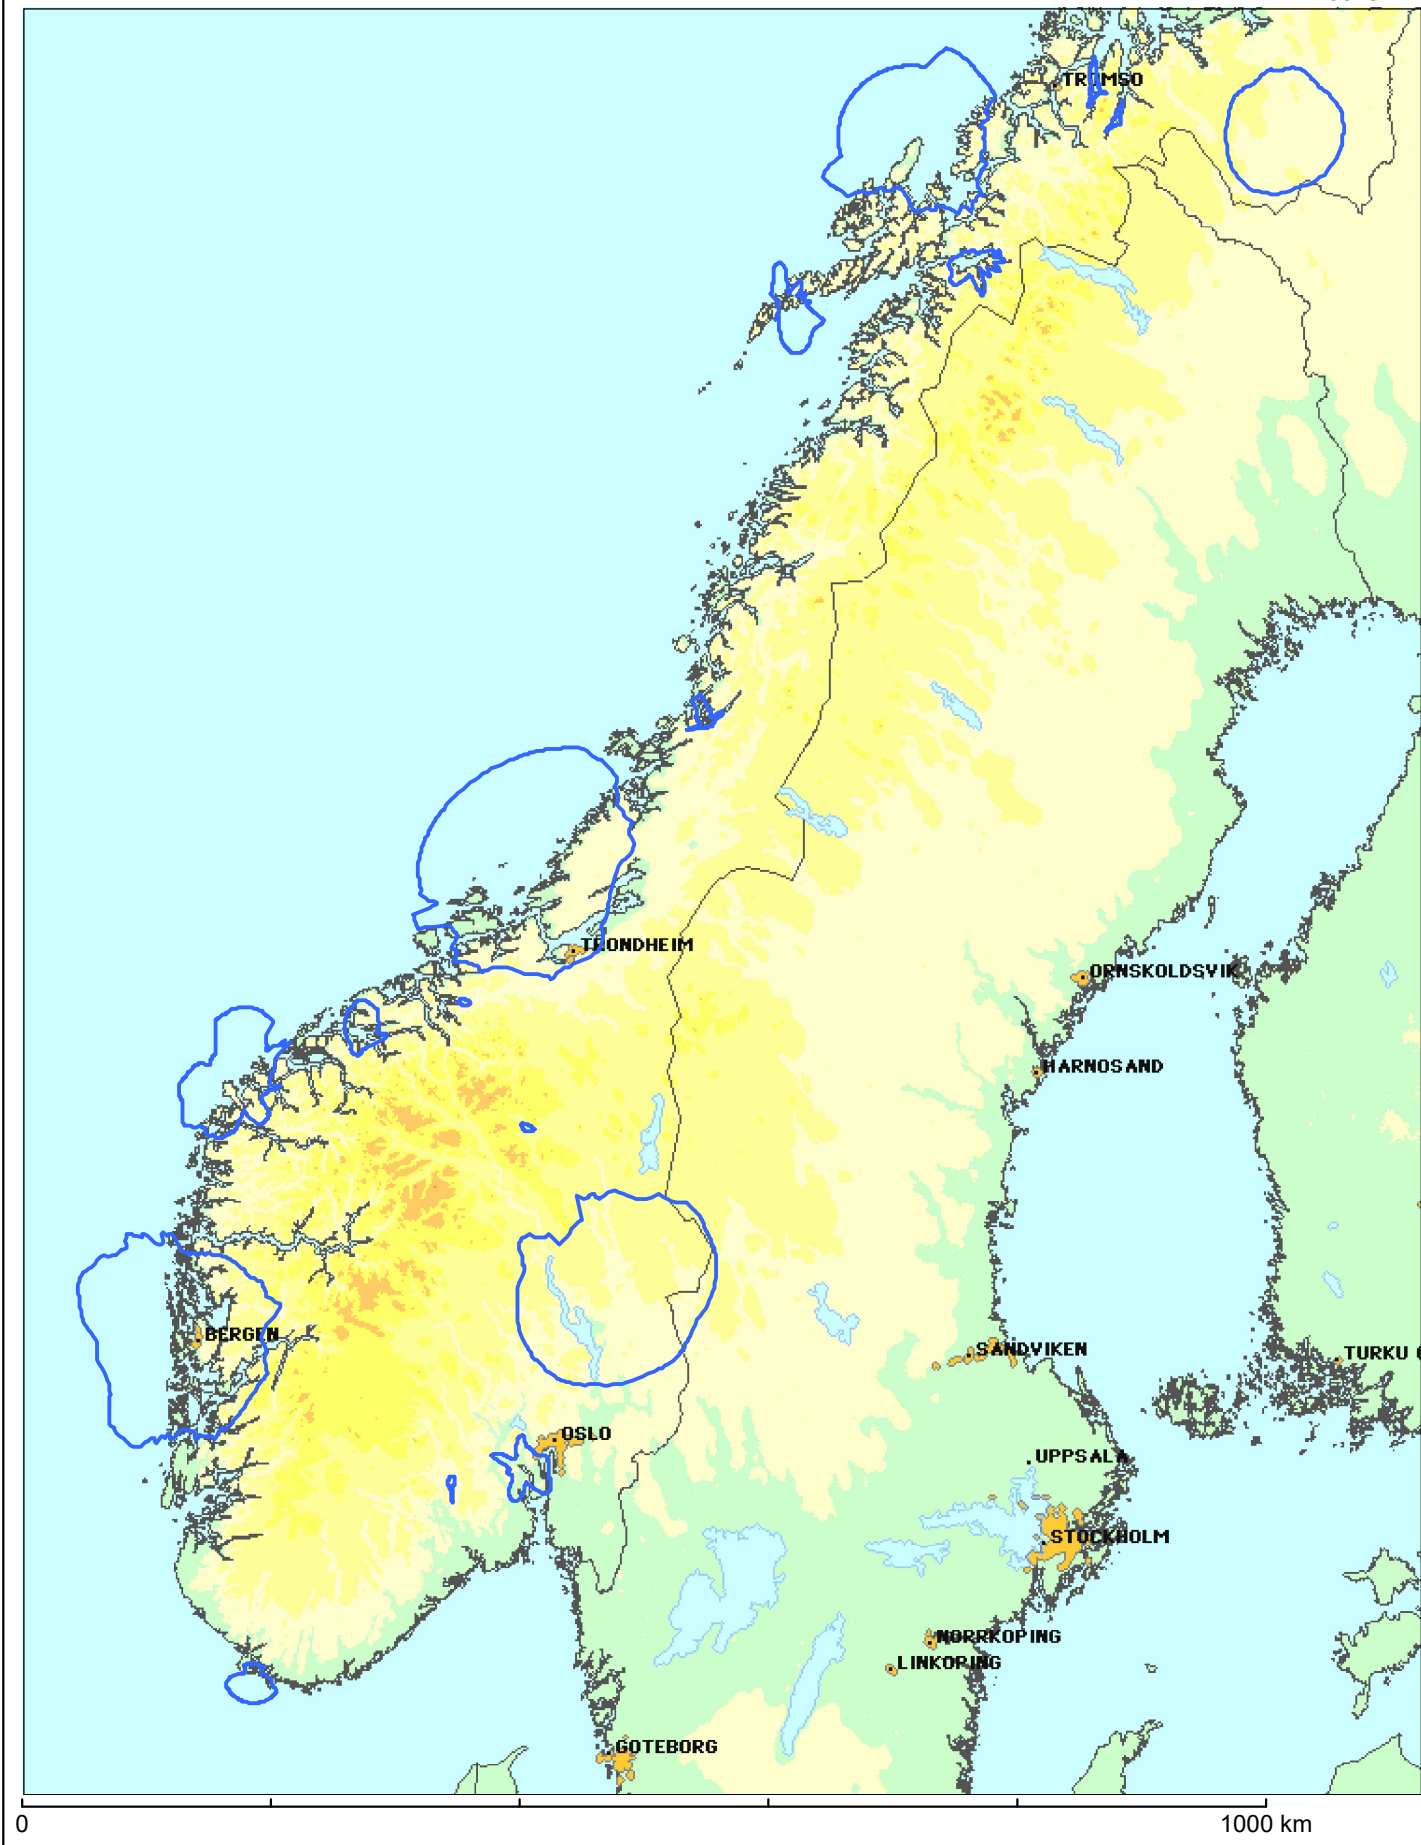 TROMSO
TRONDHEIM
ORNSKOLDSVIK
HARNOSAND
BERGEN
SANDVIKEN
TURKU
OSLO
UPPSALA
STOCKHOLM
NORRKOPING
LINKOPING
GOTEBORG
0
1000 km